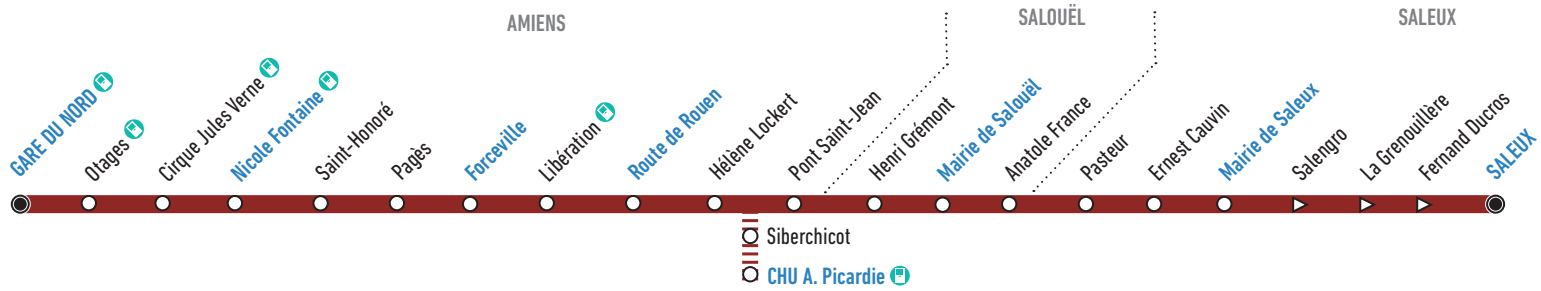 AMIENS
SALOUËL
SALEUX
GARE DU NORD
Otages
Cirque Jules Verne
Nicole Fontaine
Saint-Honoré
Pagès
Forceville
Libération
Route de Rouen
Hélène Lockert
Pont Saint-Jean
Henri Grémont
Mairie de Salouël
Anatole France
Pasteur
Ernest Cauvin
Mairie de Saleux
Salengro
La Grenouillère
Fernand Ducros
SALEUX
Siberchicot
CHU A. Picardie